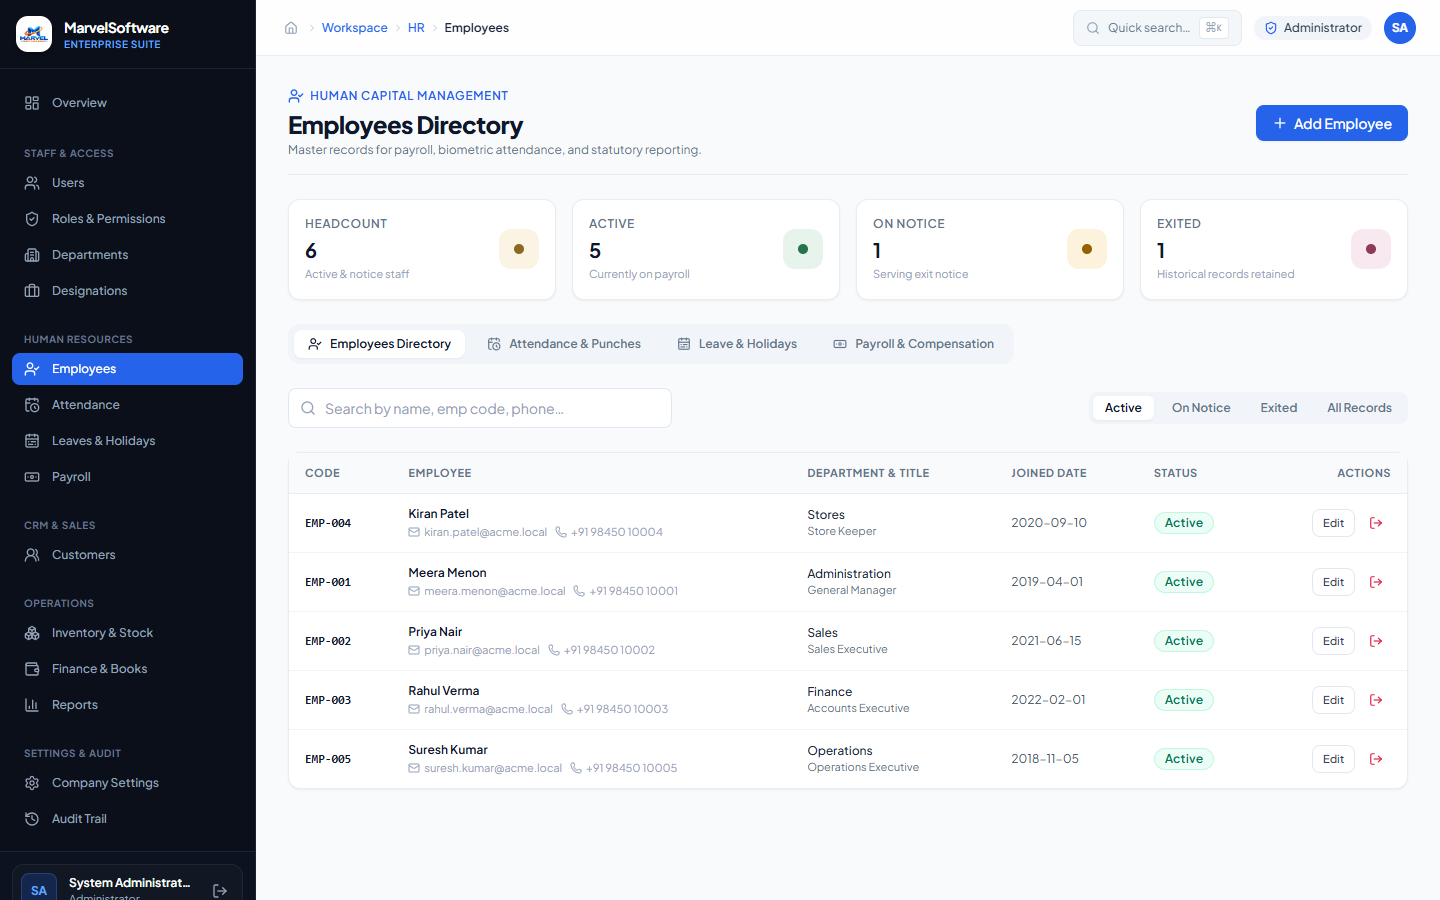 MARVEL
MarvelSoftware
ENTERPRISE SUITE
Overview
STAFF & ACCESS
Users
Roles & Permissions
Departments
Designations
HUMAN RESOURCES
Employees
Attendance
Leaves & Holidays
Payroll
CRM & SALES
Customers
OPERATIONS
Inventory & Stock
Finance & Books
Reports
SETTINGS & AUDIT
Company Settings
Audit Trail
SA
System Administrat...
Administrator
Workspace > HR > Employees
Quick search... ⌘K
Administrator
SA
HUMAN CAPITAL MANAGEMENT
Employees Directory
Master records for payroll, biometric attendance, and statutory reporting.
+ Add Employee
HEADCOUNT
6
Active & notice staff
ACTIVE
5
Currently on payroll
ON NOTICE
1
Serving exit notice
EXITED
1
Historical records retained
Employees Directory Attendance & Punches Leave & Holidays Payroll & Compensation
Search by name, emp code, phone...
Active On Notice Exited All Records
CODE EMPLOYEE DEPARTMENT & TITLE JOINED DATE STATUS ACTIONS
EMP-004 Kiran Patel Stores 2020-09-10 Active Edit
kiran.patel@acme.local +91 98450 10004 Store Keeper
EMP-001 Meera Menon Administration 2019-04-01 Active Edit
meera.menon@acme.local +91 98450 10001 General Manager
EMP-002 Priya Nair Sales 2021-06-15 Active Edit
priya.nair@acme.local +91 98450 10002 Sales Executive
EMP-003 Rahul Verma Finance 2022-02-01 Active Edit
rahul.verma@acme.local +91 98450 10003 Accounts Executive
EMP-005 Suresh Kumar Operations 2018-11-05 Active Edit
suresh.kumar@acme.local +91 98450 10005 Operations Executive